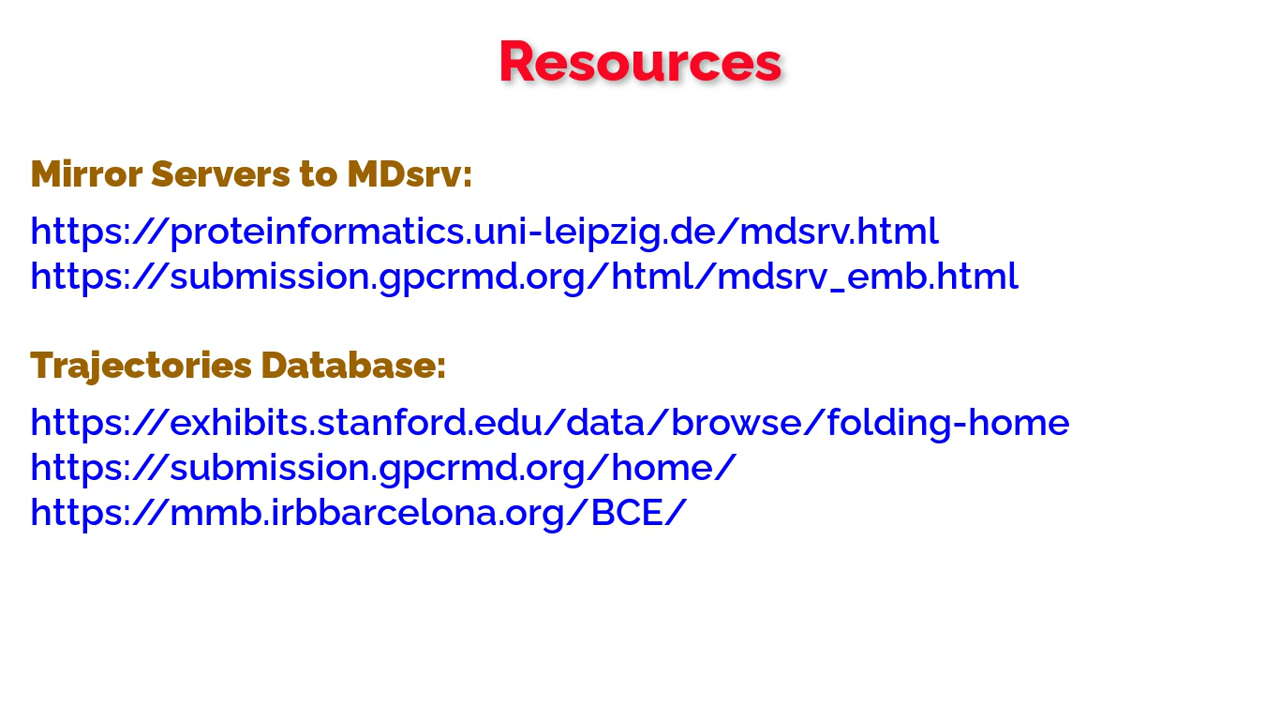 Resources
Mirror Servers to MDsrv:
https://proteinformatics.uni-leipzig.de/mdsrv.html
https://submission.gpcrmd.org/html/mdsrv_emb.html
Trajectories Database:
https://exhibits.stanford.edu/data/browse/folding-home
https://submission.gpcrmd.org/home/
https://mmb.irbbarcelona.org/BCE/